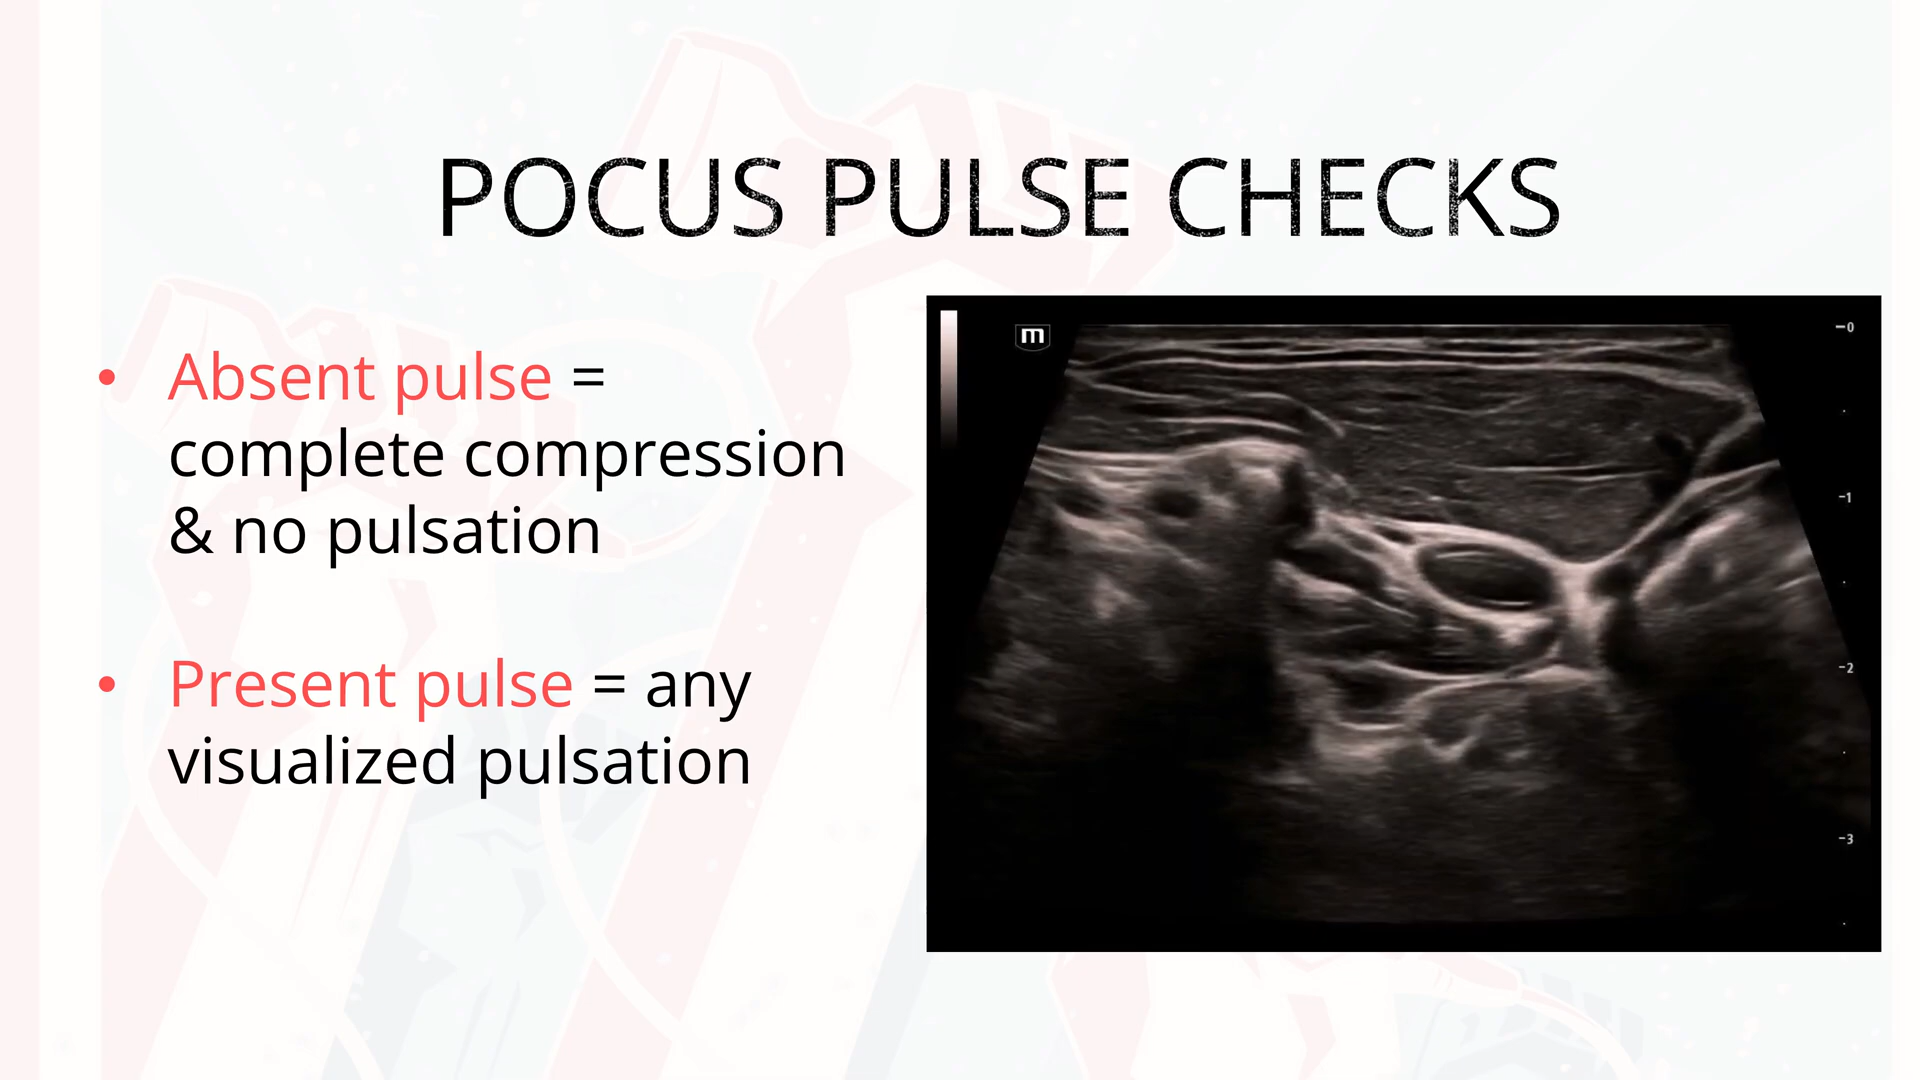 POCUS PULSE CHECKS
• Absent pulse =
complete compression
& no pulsation
• Present pulse = any
visualized pulsation
m
0
1
2
3